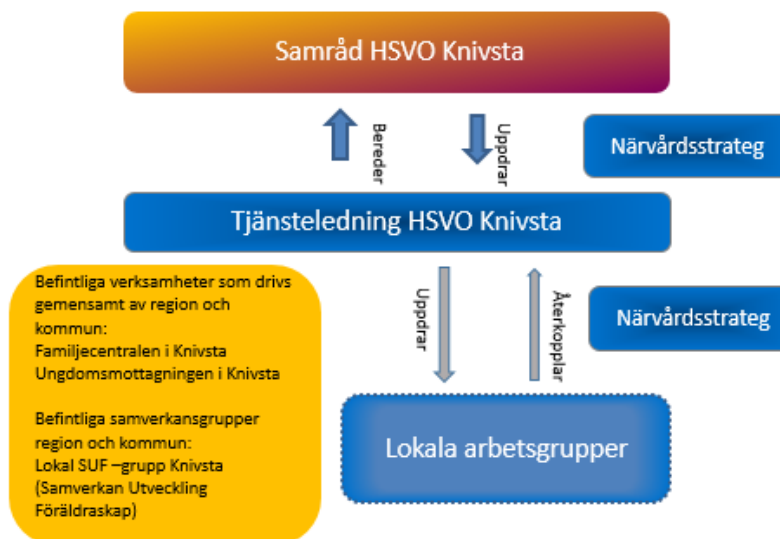 Samråd HSVO Knivsta
Bereder
Uppdrar
Närvårdsstrateg
Tjänsteledning HSVO Knivsta
Befintliga verksamheter som drivs
gemensamt av region och
kommun:
Familjecentralen i Knivsta
Ungdomsmottagningen i Knivsta
Befintliga samverkansgrupper
region och kommun:
Lokal SUF –grupp Knivsta
(Samverkan Utveckling
Föräldraskap)
Uppdrar
Återkopplar
Närvårdsstrateg
Lokala arbetsgrupper